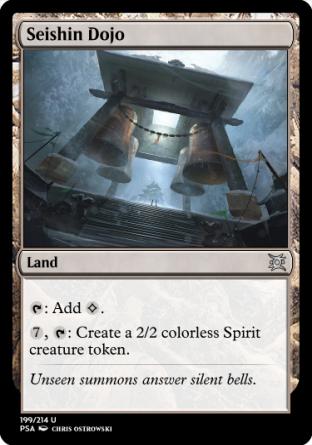 Seishin Dojo
Land
: Add .
7, : Create a 2/2 colorless Spirit
creature token.
Unseen summons answer silent bells.
199/214 U
PSA CHRIS OSTROWSKI